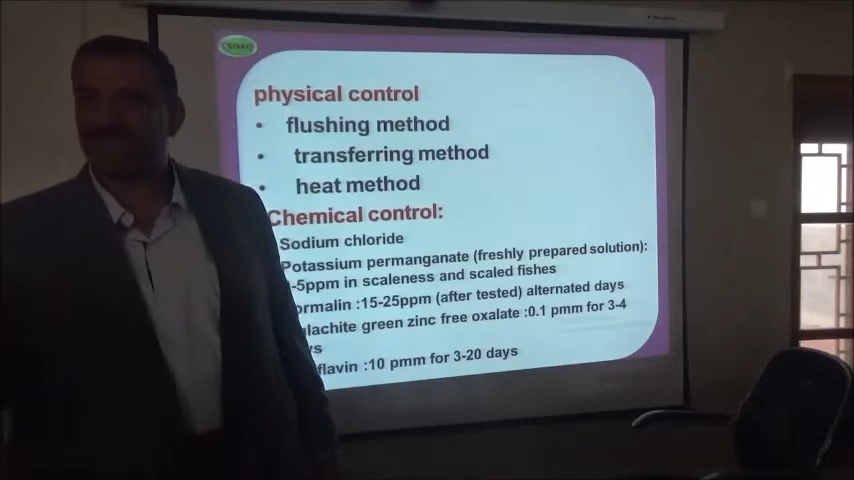 physical control
• flushing method
• transferring method
• heat method
Chemical control:
Sodium chloride
Potassium permanganate (freshly prepared solution):
-5ppm in scaleness and scaled fishes
ormalin :15-25ppm (after tested) alternated days
alachite green zinc free oxalate :0.1 pmm for 3-4
ys
flavin :10 pmm for 3-20 days